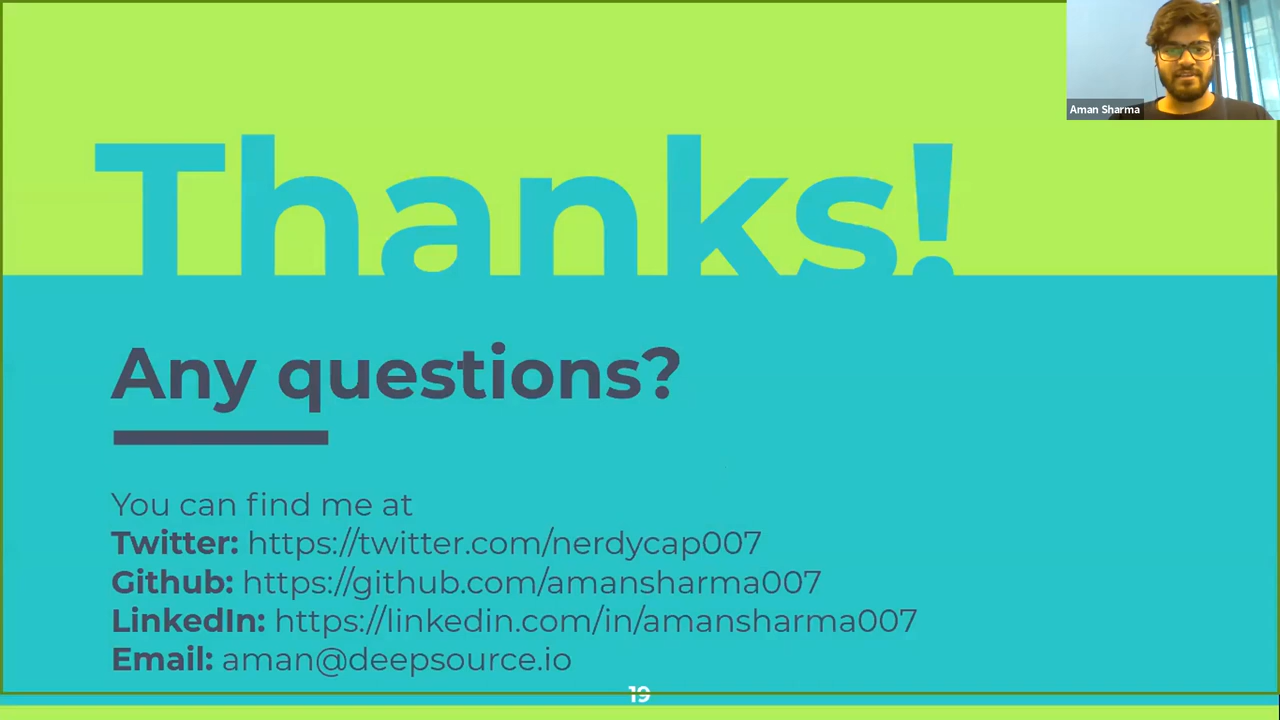 Aman Sharma
Thanks!
Any questions?
You can find me at
Twitter: https://twitter.com/nerdycap007
Github: https://github.com/amansharma007
LinkedIn: https://linkedin.com/in/amansharma007
Email: aman@deepsource.io
19